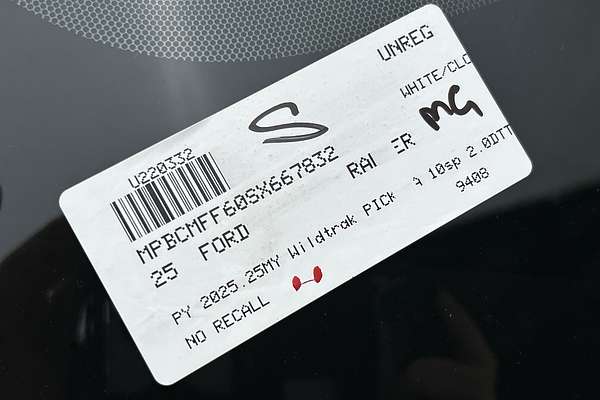 UNREG
U220332
S
WHITE/CLO
MPBCMFF60SX667832
MG
25 FORD RA ER
PY 2025.25MY Wildtrak PICK 10sp 2.0DTT
NO RECALL
9408